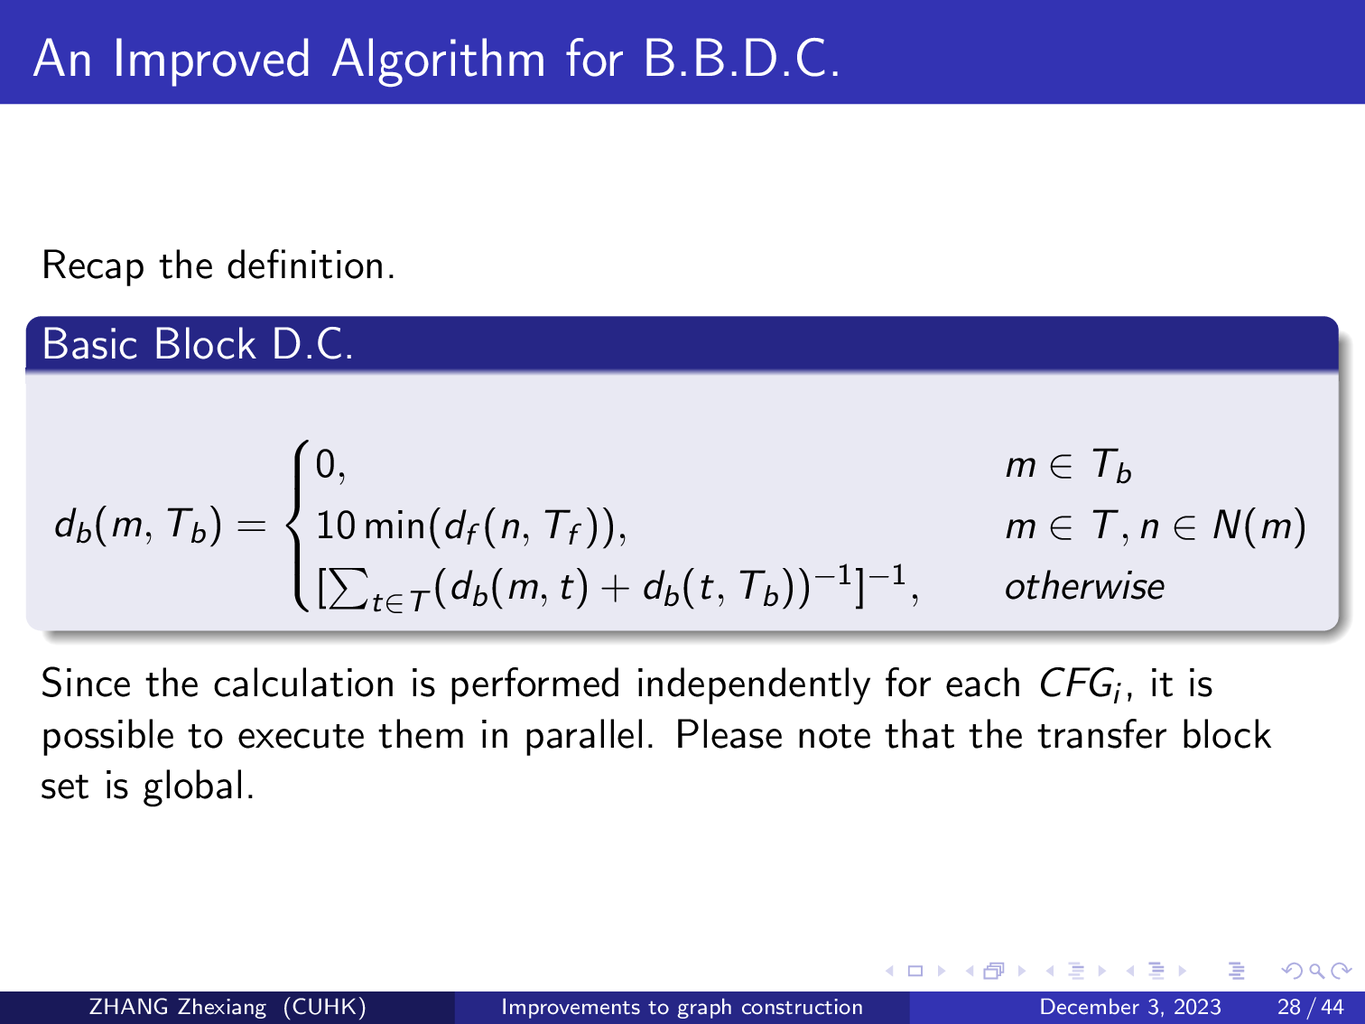 An Improved Algorithm for B.B.D.C.
Recap the definition.
Basic Block D.C.
0, m ∈ T_b
d_b(m, T_b) = { 10 min(d_f(n, T_f)), m ∈ T, n ∈ N(m)
[∑_{t∈T}(d_b(m, t) + d_b(t, T_b))^{−1}]^{−1}, otherwise
Since the calculation is performed independently for each CFG_i, it is
possible to execute them in parallel. Please note that the transfer block
set is global.
ZHANG Zhexiang (CUHK) Improvements to graph construction December 3, 2023 28 / 44